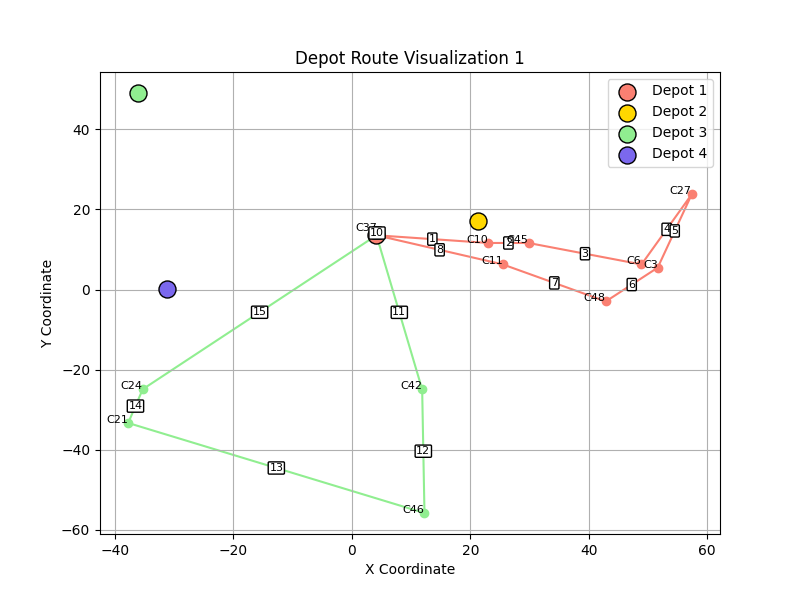 Depot Route Visualization 1
Depot 1
Depot 2
Depot 3
Depot 4
Y Coordinate
40
20
0
−20
−40
−60
C27
C37
10
1
C10
2
C45
4
5
8
3
C11
C6
C3
7
6
C48
15
11
C24
C42
14
C21
12
13
C46
−40
−20
0
20
40
60
X Coordinate